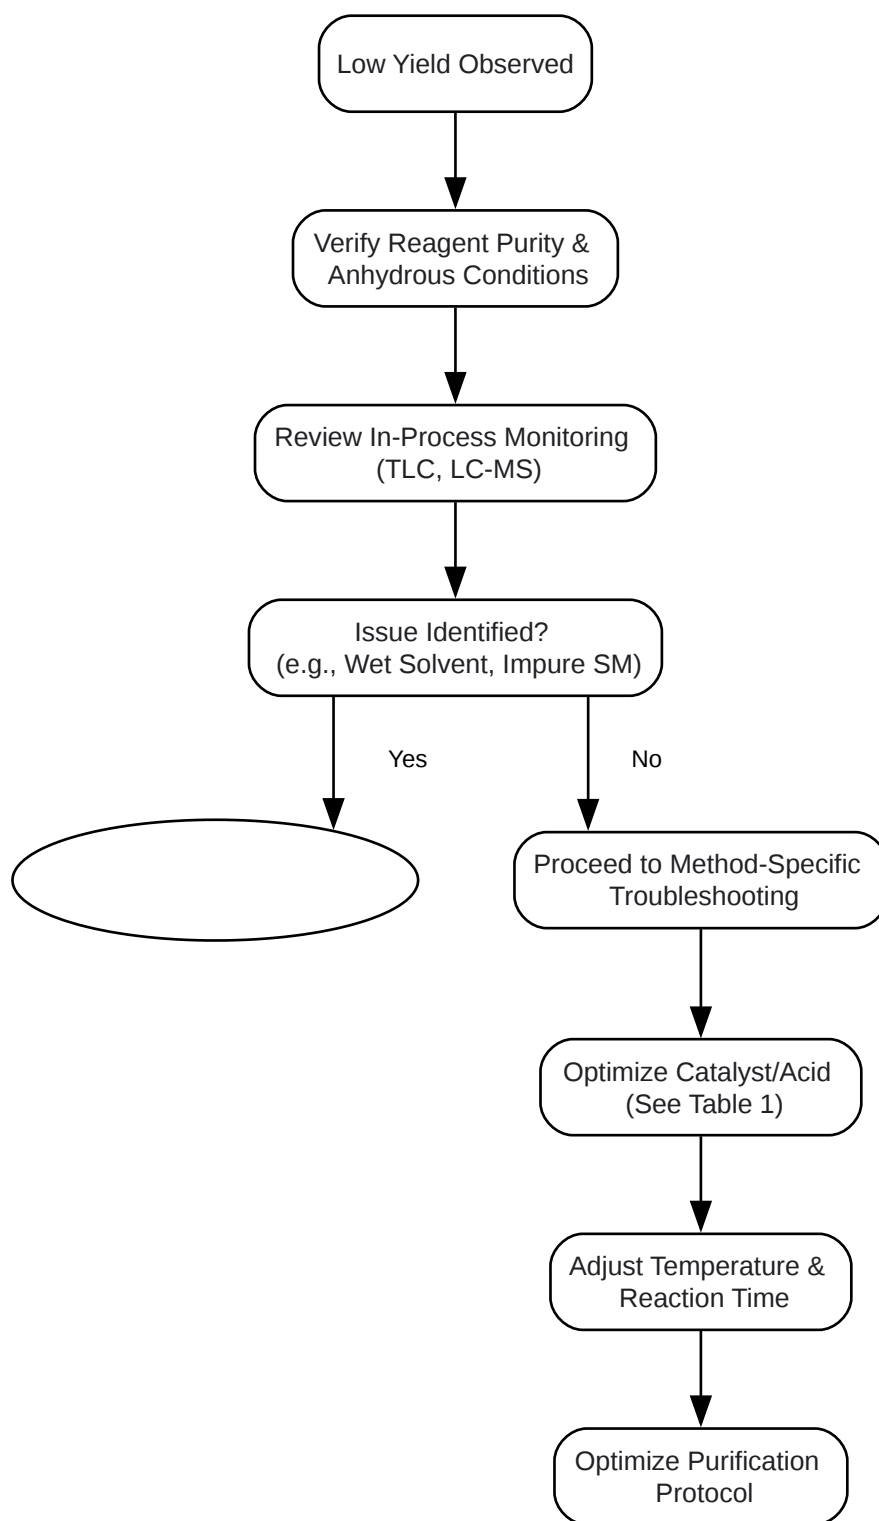 Low Yield Observed
Verify Reagent Purity &
Anhydrous Conditions
Review In-Process Monitoring
(TLC, LC-MS)
Issue Identified?
(e.g., Wet Solvent, Impure SM)
Yes
No
Proceed to Method-Specific
Troubleshooting
Optimize Catalyst/Acid
(See Table 1)
Adjust Temperature &
Reaction Time
Optimize Purification
Protocol